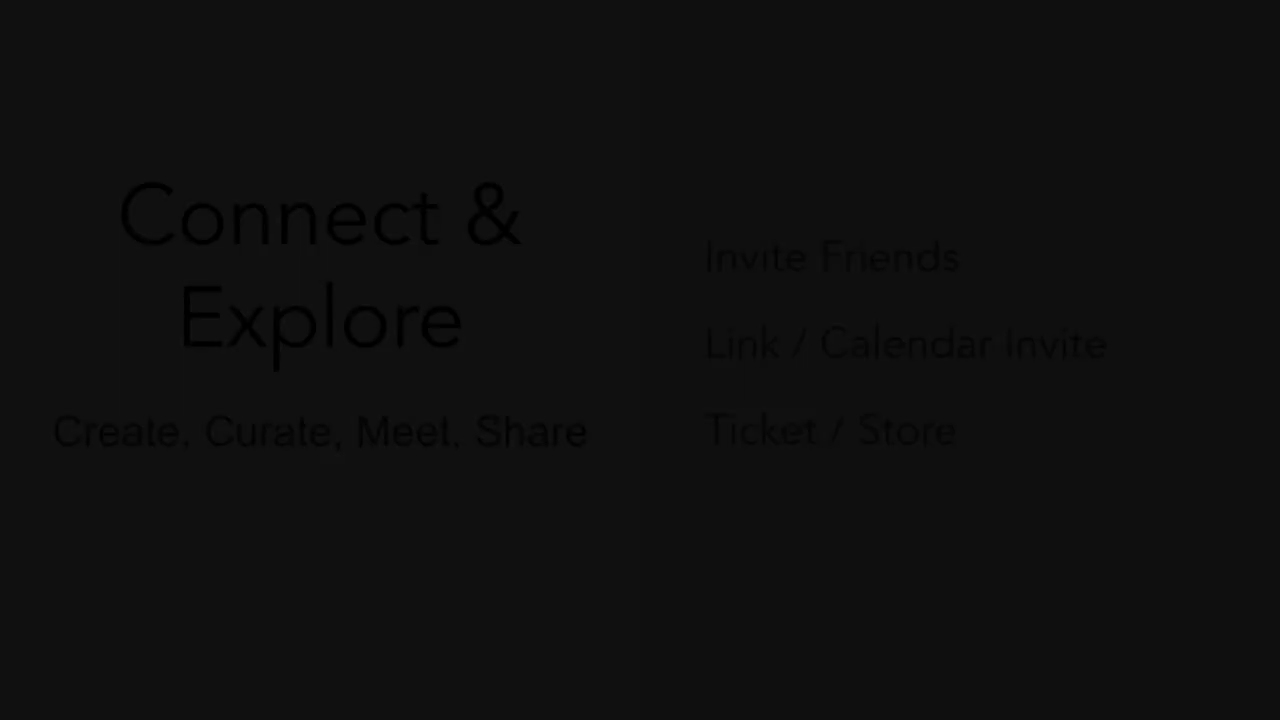 Connect &
Explore
Create, Curate, Meet, Share
Invite Friends
Link / Calendar Invite
Ticket / Store